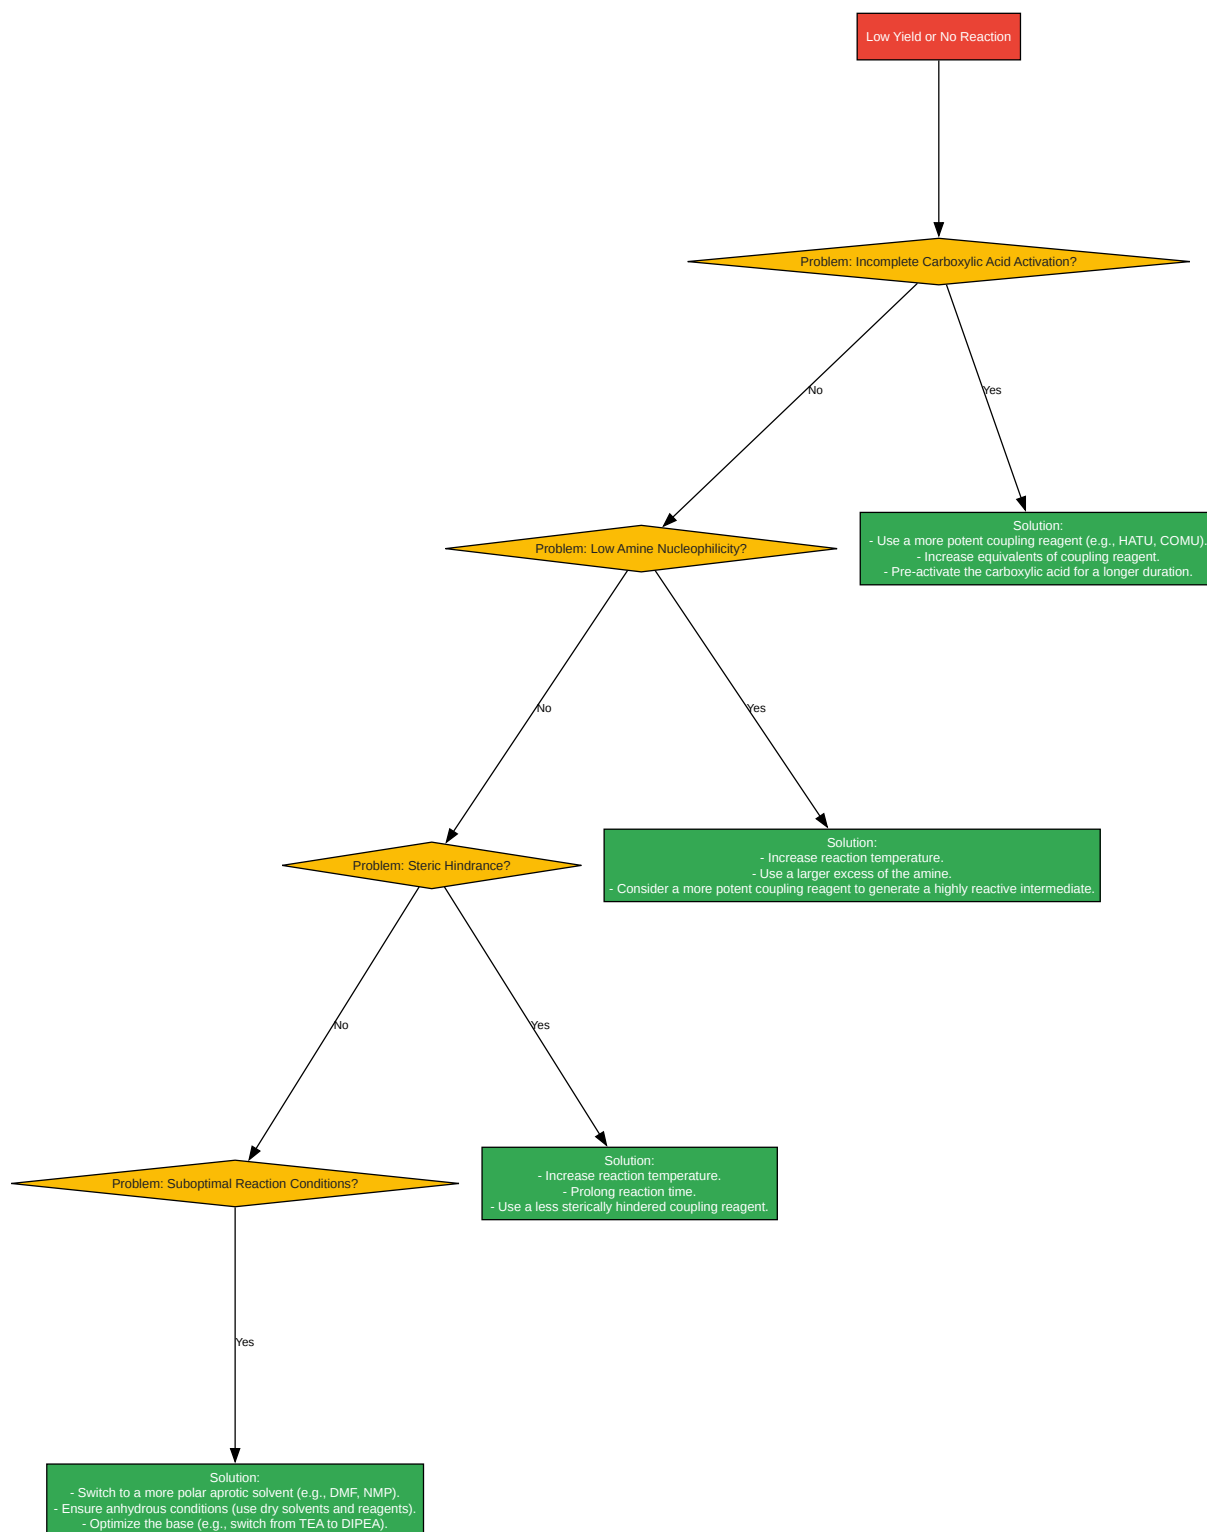 Low Yield or No Reaction
Problem: Incomplete Carboxylic Acid Activation?
No
Yes
Solution:
- Use a more potent coupling reagent (e.g., HATU, COMU).
- Increase equivalents of coupling reagent.
- Pre-activate the carboxylic acid for a longer duration.
Problem: Low Amine Nucleophilicity?
No
Yes
Solution:
- Increase reaction temperature.
- Use a larger excess of the amine.
- Consider a more potent coupling reagent to generate a highly reactive intermediate.
Problem: Steric Hindrance?
No
Yes
Solution:
- Increase reaction temperature.
- Prolong reaction time.
- Use a less sterically hindered coupling reagent.
Problem: Suboptimal Reaction Conditions?
Yes
Solution:
- Switch to a more polar aprotic solvent (e.g., DMF, NMP).
- Ensure anhydrous conditions (use dry solvents and reagents).
- Optimize the base (e.g., switch from TEA to DIPEA).